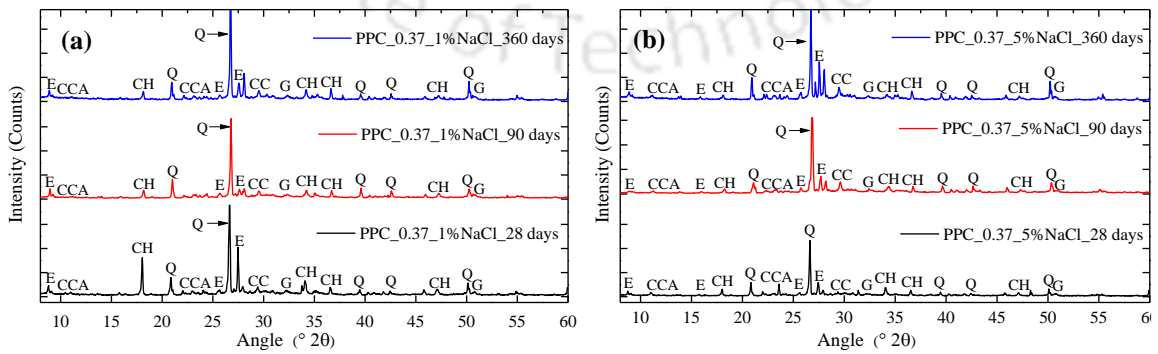 of Technolo
(a)
Q
PPC_0.37_1%NaCl_360 days
E CCA CH Q E E CC G CH CH Q Q CH Q G
Q
PPC_0.37_1%NaCl_90 days
E CCA CH Q E E CC G CH CH Q Q CH Q G
Q
PPC_0.37_1%NaCl_28 days
E CCA CH Q CCA E E CC G CH CH Q Q CH Q G
Intensity (Counts)
10 15 20 25 30 35 40 45 50 55 60
Angle (° 2θ)
(b)
Q
PPC_0.37_5%NaCl_360 days
E CCA E CH Q CCA E E CC G CH CH Q Q CH Q G
Q
PPC_0.37_5%NaCl_90 days
E CCA E CH Q CCA E E CC G CH CH Q Q CH Q G
Q
PPC_0.37_5%NaCl_28 days
E CCA E CH Q CCA E E CC G CH CH Q Q CH Q G
Intensity (Counts)
10 15 20 25 30 35 40 45 50 55 60
Angle (° 2θ)